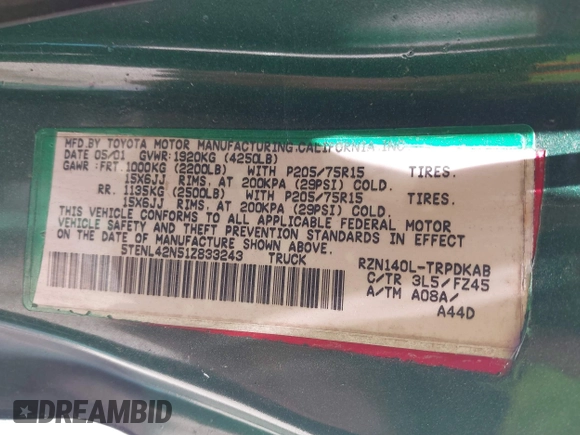 MFD.BY TOYOTA MOTOR MANUFACTURING,CALIFORNIA INC
DATE 05/01 GVWR:1920KG (4250LB)
GAWR :FRT.1000KG (2200LB) WITH P205/75R15 TIRES.
15X6JJ RIMS. AT 200KPA (29PSI) COLD.
RR. 1135KG (2500LB) WITH P205/75R15 TIRES.
15X6JJ RIMS. AT 200KPA (29PSI) COLD.
THIS VEHICLE CONFORMS TO ALL APPLICABLE FEDERAL MOTOR
VEHICLE SAFETY AND THEFT PREVENTION STANDARDS IN EFFECT
ON THE DATE OF MANUFACTURE SHOWN ABOVE.
5TENL42N51Z833243 TRUCK
RZN140L-TRPDKAB
C/TR 3L5/FZ45
A/TM A08A/
A44D
DREAMBID